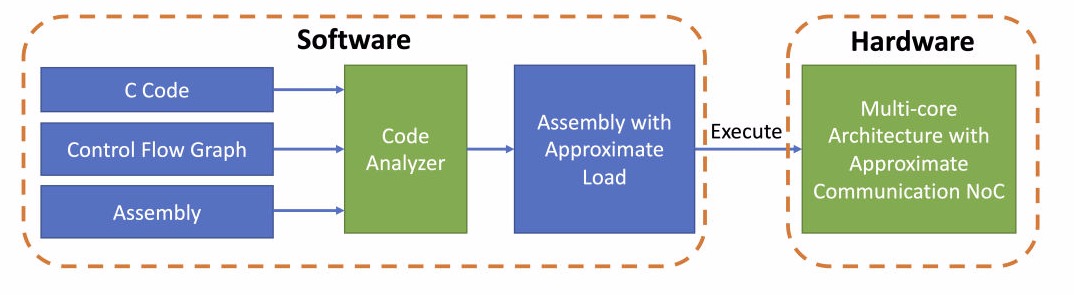 Software
C Code
Control Flow Graph
Assembly
Code
Analyzer
Assembly with
Approximate
Load
Execute
Hardware
Multi-core
Architecture with
Approximate
Communication NoC